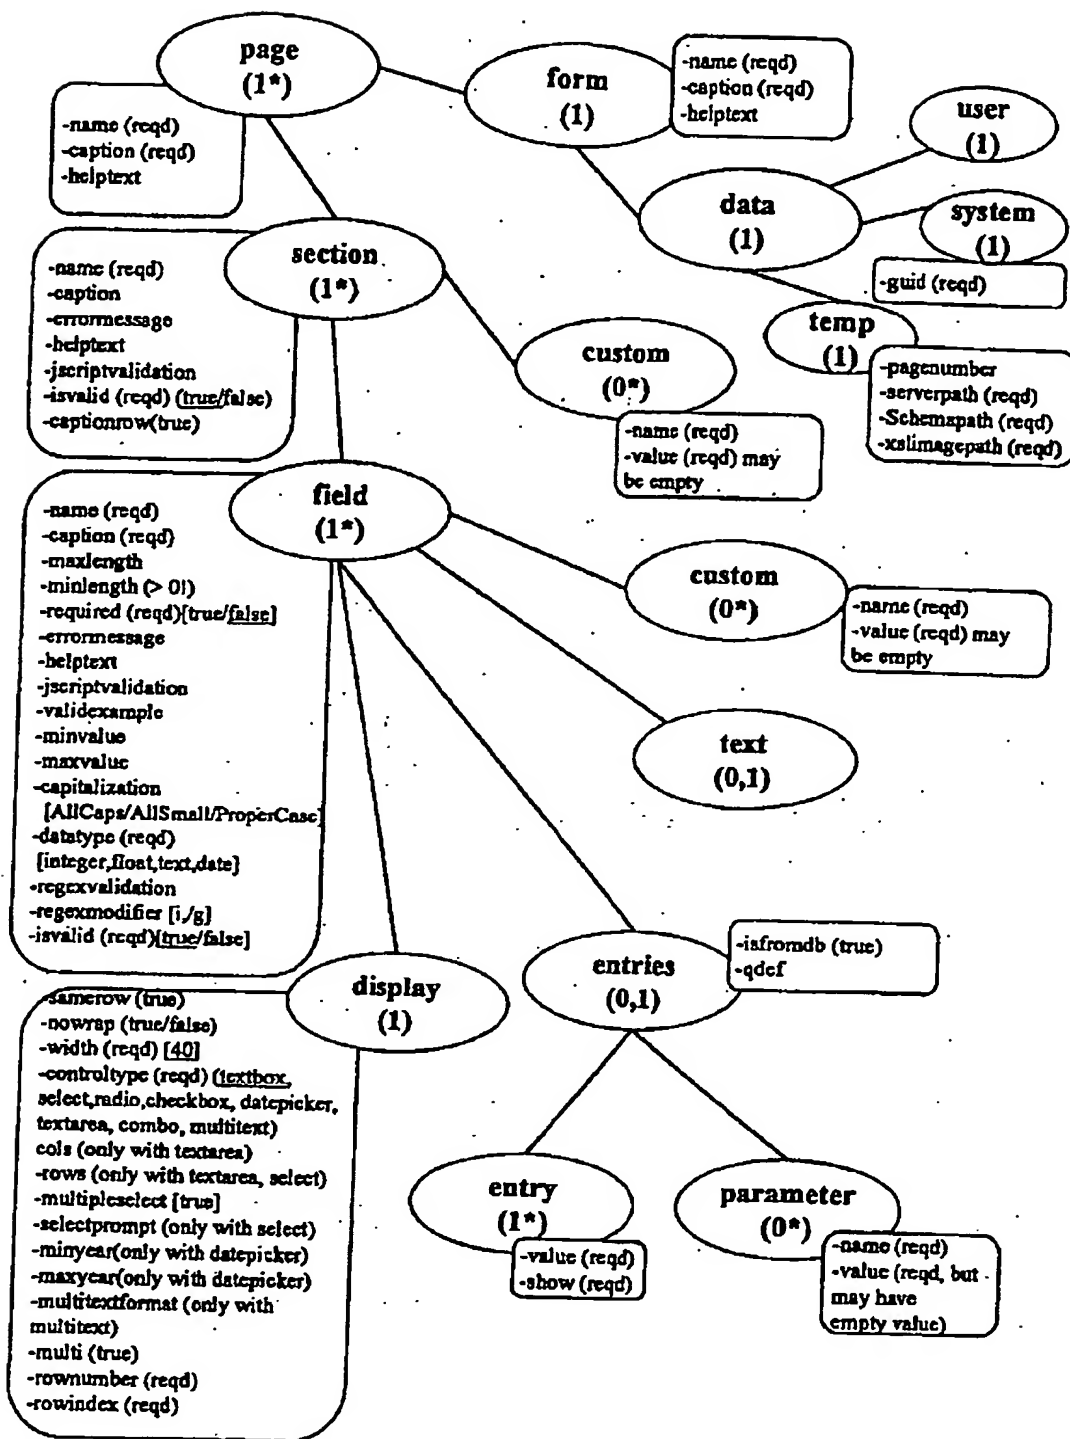 page
(1*)
-name (reqd)
-caption (reqd)
-helptext
form
(1)
-name (reqd)
-caption (reqd)
-helptext
user
(1)
data
(1)
system
(1)
-guid (reqd)
temp
(1)
-pagenumber
-serverpath (reqd)
-Schemapath (reqd)
-xslimagepath (reqd)
section
(1*)
-name (reqd)
-caption
-errormessage
-helptext
-jscriptvalidation
-isvalid (reqd) (true/false)
-captionrow(true)
custom
(0*)
-name (reqd)
-value (reqd) may
be empty
field
(1*)
-name (reqd)
-caption (reqd)
-maxlength
-minlength (> 0!)
-required (reqd)[true/false]
-errormessage
-helptext
-jscriptvalidation
-validexample
-minvalue
-maxvalue
-capitalization
[AllCaps/AllSmall/ProperCase]
-datatype (reqd)
[integer,float,text,date]
-regexvalidation
-regexmodifier [i,/g]
-isvalid (reqd)[true/false]
custom
(0*)
-name (reqd)
-value (reqd) may
be empty
text
(0,1)
display
(1)
-samerow (true)
-nowrap (true/false)
-width (reqd) [40]
-controltype (reqd) (textbox,
select,radio,checkbox, datepicker,
textarea, combo, multitext)
cols (only with textarea)
-rows (only with textarea, select)
-multipleselect [true]
-selectprompt (only with select)
-minyear(only with datepicker)
-maxyear(only with datepicker)
-multitextformat (only with
multitext)
-multi (true)
-rownumber (reqd)
-rowindex (reqd)
entries
(0,1)
-isfromdb (true)
-qdef
entry
(1*)
-value (reqd)
-show (reqd)
parameter
(0*)
-name (reqd)
-value (reqd, but
may have
empty value)